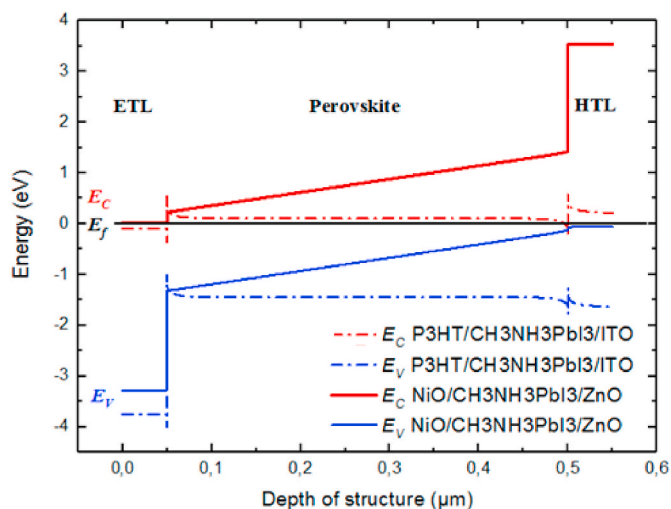 4
3
2
1
0
-1
-2
-3
-4
Energy (eV)
ETL
Perovskite
HTL
E_C
E_f
E_V
E_C P3HT/CH3NH3PbI3/ITO
E_V P3HT/CH3NH3PbI3/ITO
E_C NiO/CH3NH3PbI3/ZnO
E_V NiO/CH3NH3PbI3/ZnO
0,0 0,1 0,2 0,3 0,4 0,5 0,6
Depth of structure (μm)